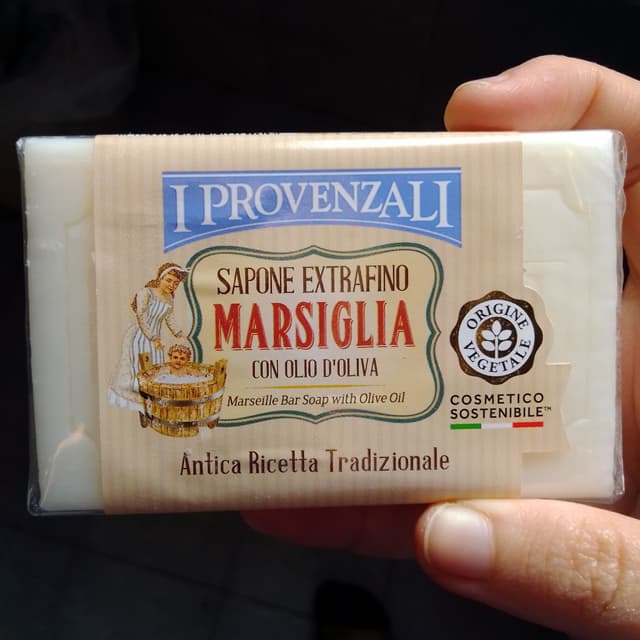 I PROVENZALI
SAPONE EXTRAFINO
MARSIGLIA
CON OLIO D'OLIVA
Marseille Bar Soap with Olive Oil
Antica Ricetta Tradizionale
ORIGINE
VEGETALE
COSMETICO
SOSTENIBILE™